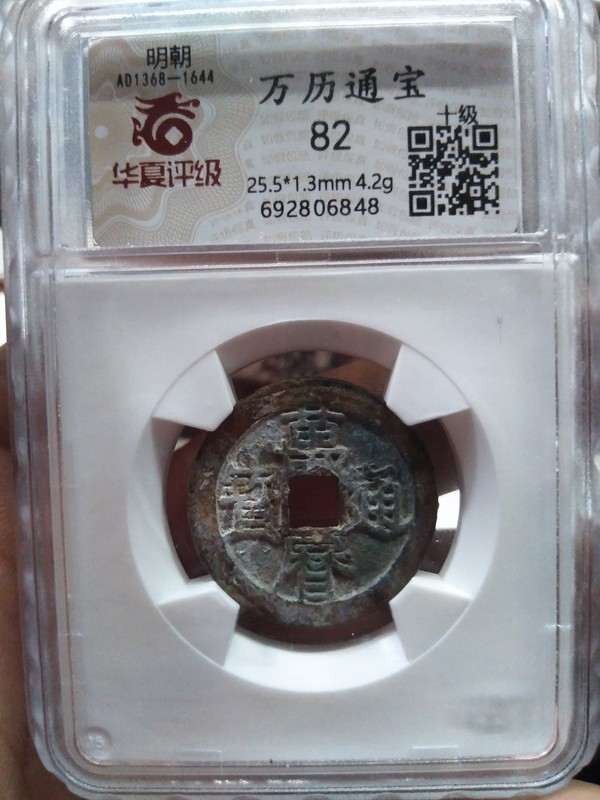 明朝
AD1368—1644
华夏评级
万历通宝
82
25.5*1.3mm 4.2g
692806848
十级
萬
曆
通
寶